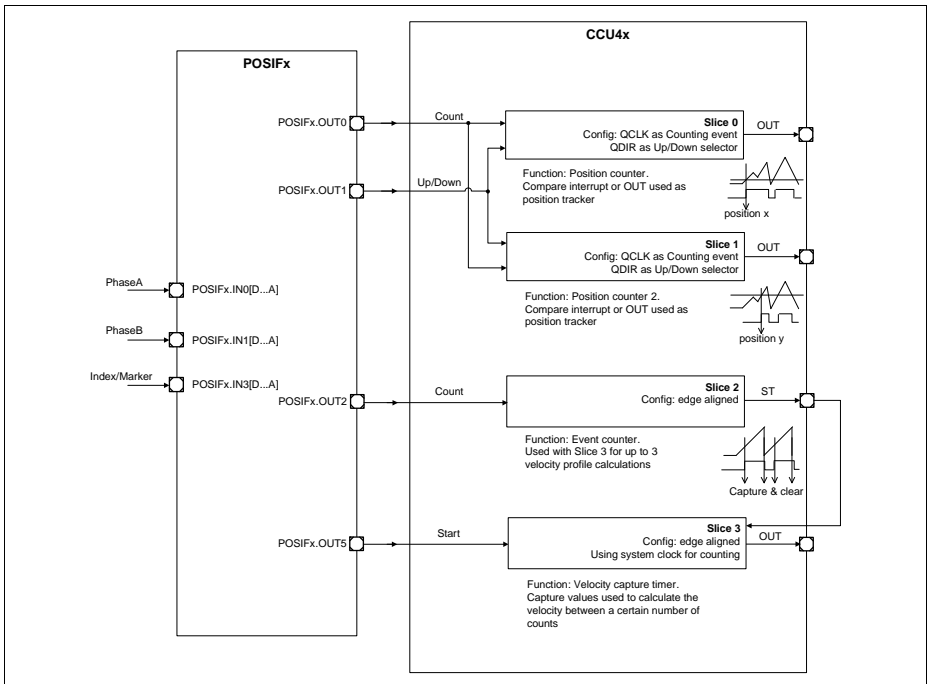 CCU4x
POSIFx
POSIFx.OUT0
Count
Slice 0
Config: QCLK as Counting event
QDIR as Up/Down selector
OUT
Function: Position counter.
Compare interrupt or OUT used as
position tracker
position x
POSIFx.OUT1
Up/Down
Slice 1
Config: QCLK as Counting event
QDIR as Up/Down selector
OUT
Function: Position counter 2.
Compare interrupt or OUT used as
position tracker
position y
PhaseA
POSIFx.IN0[D...A]
PhaseB
POSIFx.IN1[D...A]
Index/Marker
POSIFx.IN3[D...A]
POSIFx.OUT2
Count
Slice 2
Config: edge aligned
ST
Function: Event counter.
Used with Slice 3 for up to 3
velocity profile calculations
Capture & clear
POSIFx.OUT5
Start
Slice 3
Config: edge aligned
Using system clock for counting
OUT
Function: Velocity capture timer.
Capture values used to calculate the
velocity between a certain number of
counts